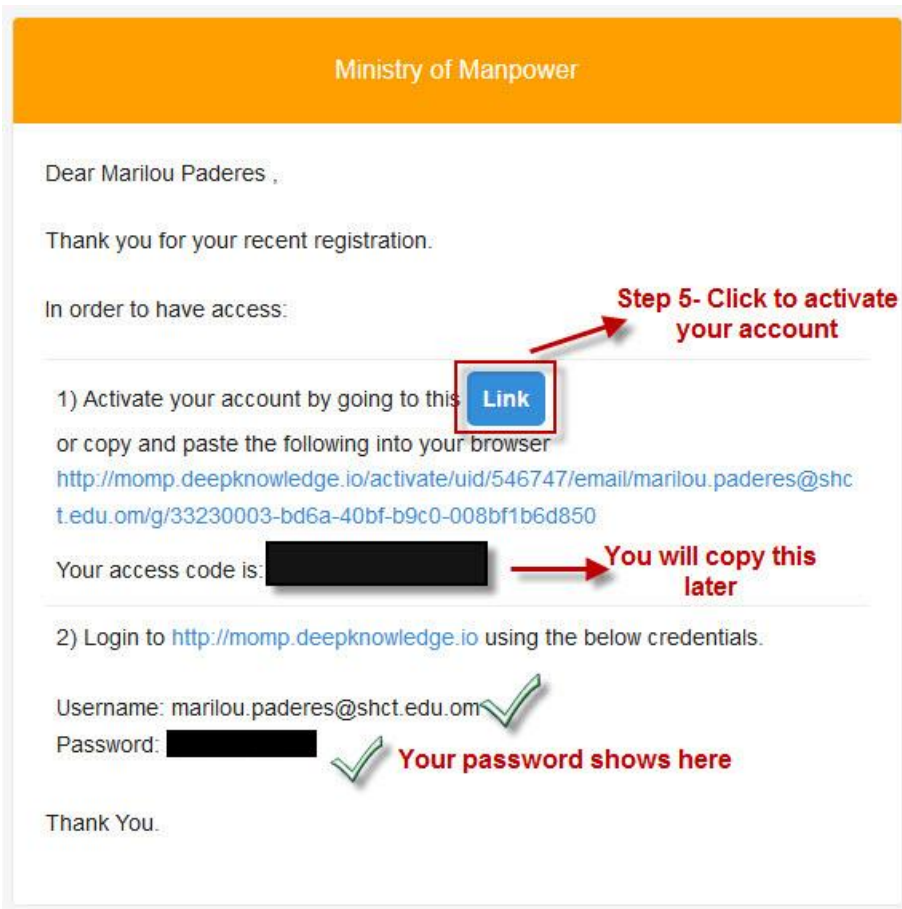 Ministry of Manpower
Dear Marilou Paderes ,
Thank you for your recent registration.
In order to have access:
Step 5- Click to activate
your account
1) Activate your account by going to this Link
or copy and paste the following into your browser
http://momp.deepknowledge.io/activate/uid/546747/email/marilou.paderes@shc
t.edu.om/g/33230003-bd6a-40bf-b9c0-008bf1b6d850
Your access code is:
You will copy this
later
2) Login to http://momp.deepknowledge.io using the below credentials.
Username: marilou.paderes@shct.edu.om
Password:
Your password shows here
Thank You.